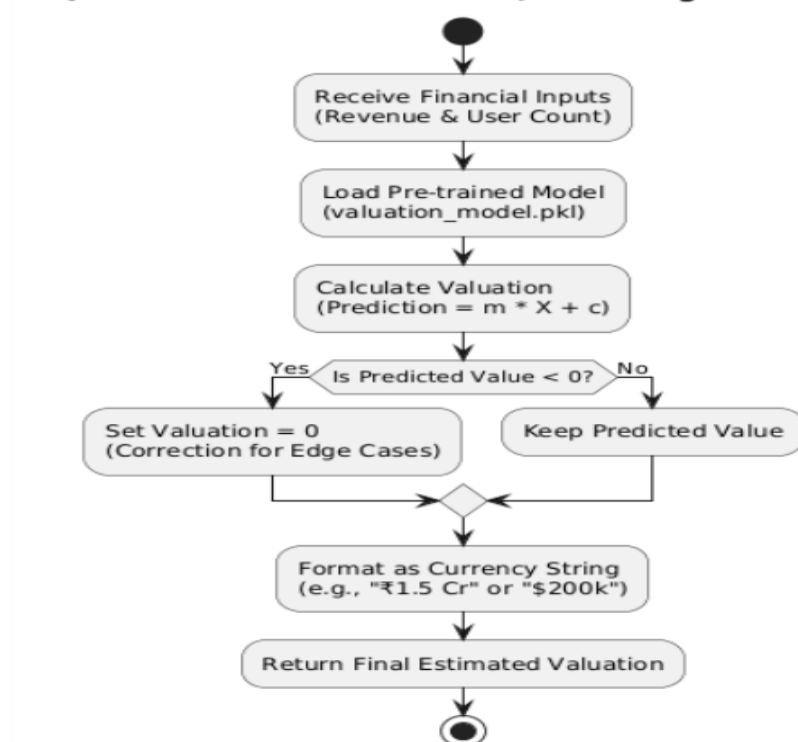 Receive Financial Inputs
(Revenue & User Count)
Load Pre-trained Model
(valuation_model.pkl)
Calculate Valuation
(Prediction = m * X + c)
Yes
Is Predicted Value < 0?
No
Set Valuation = 0
(Correction for Edge Cases)
Keep Predicted Value
Format as Currency String
(e.g., "₹1.5 Cr" or "$200k")
Return Final Estimated Valuation